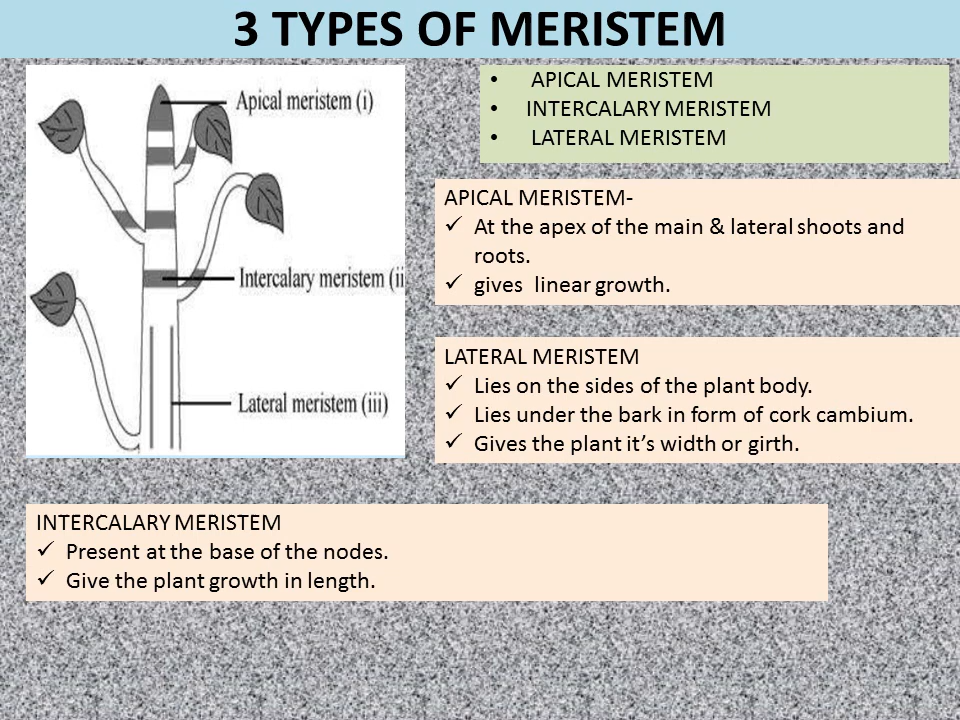 3 TYPES OF MERISTEM
Apical meristem (i)
Intercalary meristem (ii
Lateral meristem (iii)
• APICAL MERISTEM
• INTERCALARY MERISTEM
• LATERAL MERISTEM
APICAL MERISTEM-
✓ At the apex of the main & lateral shoots and
roots.
✓ gives linear growth.
LATERAL MERISTEM
✓ Lies on the sides of the plant body.
✓ Lies under the bark in form of cork cambium.
✓ Gives the plant it’s width or girth.
INTERCALARY MERISTEM
✓ Present at the base of the nodes.
✓ Give the plant growth in length.